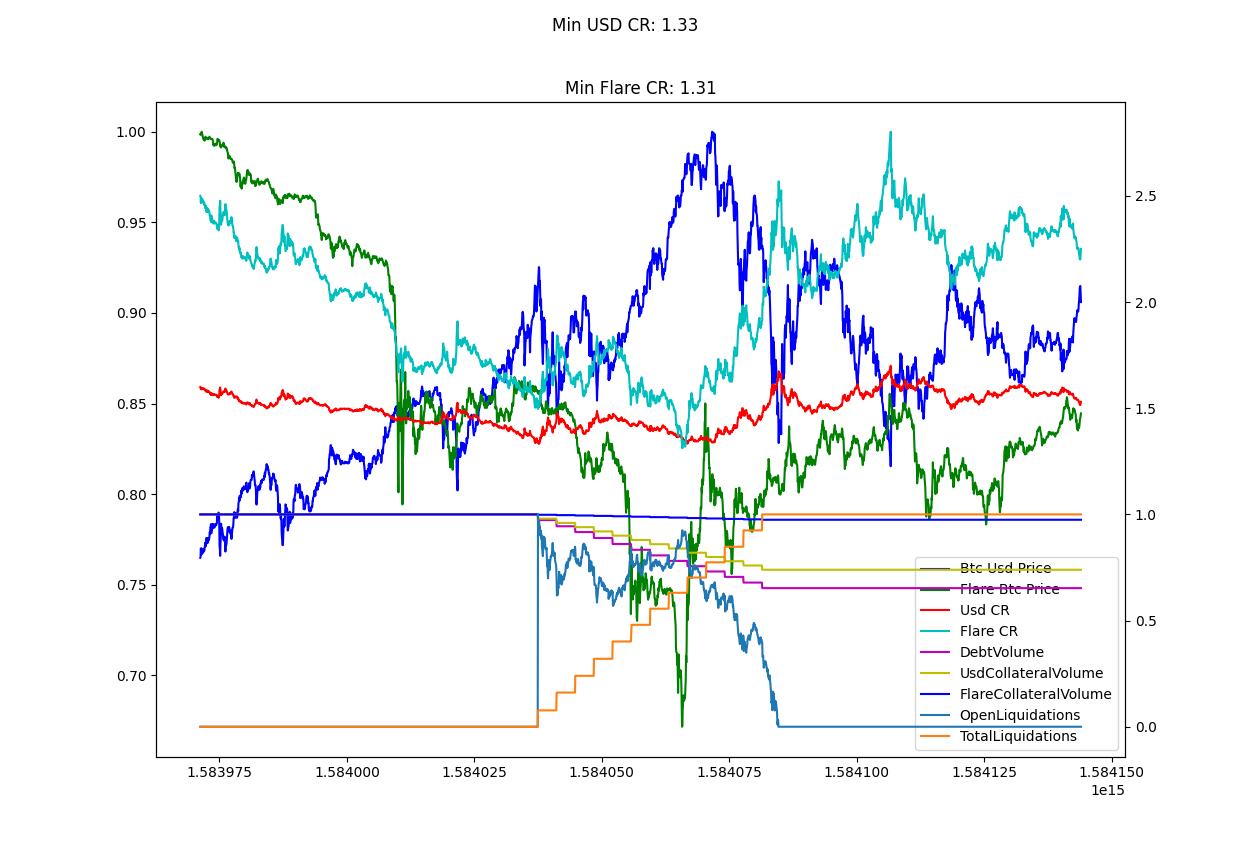 Min USD CR: 1.33
Min Flare CR: 1.31
1.00
0.95
0.90
0.85
0.80
0.75
0.70
2.5
2.0
1.5
1.0
0.5
0.0
Btc Usd Price
Flare Btc Price
Usd CR
Flare CR
DebtVolume
UsdCollateralVolume
FlareCollateralVolume
OpenLiquidations
TotalLiquidations
1.583975 1.584000 1.584025 1.584050 1.584075 1.584100 1.584125 1.584150
1e15